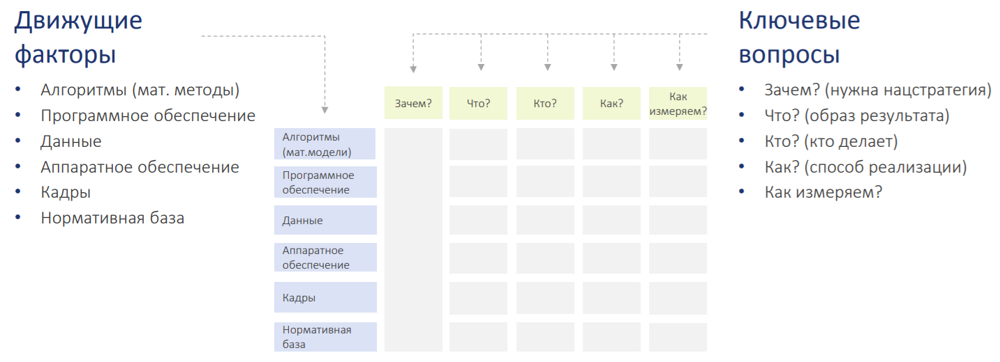 Движущие
факторы
• Алгоритмы (мат. методы)
• Программное обеспечение
• Данные
• Аппаратное обеспечение
• Кадры
• Нормативная база
Зачем?
Что?
Кто?
Как?
Как
измеряем?
Алгоритмы
(мат.модели)
Программное
обеспечение
Данные
Аппаратное
обеспечение
Кадры
Нормативная
база
Ключевые
вопросы
• Зачем? (нужна нацстратегия)
• Что? (образ результата)
• Кто? (кто делает)
• Как? (способ реализации)
• Как измеряем?